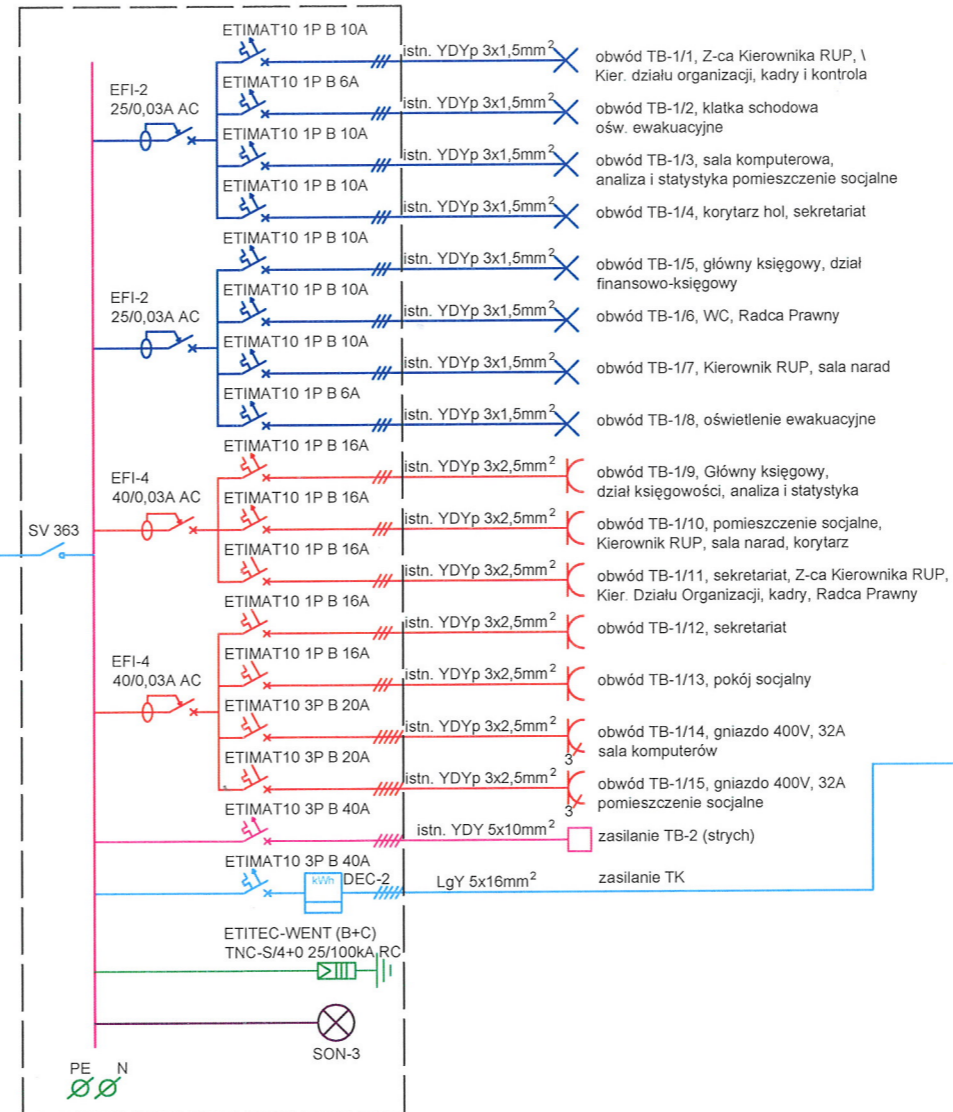 ETIMAT10 1P B 10A
istn. YDYp 3x1,5mm²
obwód TB-1/1, Z-ca Kierownika RUP, \
Kier. działu organizacji, kadry i kontrola
EFI-2
25/0,03A AC
ETIMAT10 1P B 6A
istn. YDYp 3x1,5mm²
obwód TB-1/2, klatka schodowa
ośw. ewakuacyjne
ETIMAT10 1P B 10A
istn. YDYp 3x1,5mm²
obwód TB-1/3, sala komputerowa,
analiza i statystyka pomieszczenie socjalne
ETIMAT10 1P B 10A
istn. YDYp 3x1,5mm²
obwód TB-1/4, korytarz hol, sekretariat
ETIMAT10 1P B 10A
istn. YDYp 3x1,5mm²
obwód TB-1/5, główny księgowy, dział
finansowo-księgowy
EFI-2
25/0,03A AC
ETIMAT10 1P B 10A
istn. YDYp 3x1,5mm²
obwód TB-1/6, WC, Radca Prawny
ETIMAT10 1P B 10A
istn. YDYp 3x1,5mm²
obwód TB-1/7, Kierownik RUP, sala narad
ETIMAT10 1P B 6A
istn. YDYp 3x1,5mm²
obwód TB-1/8, oświetlenie ewakuacyjne
ETIMAT10 1P B 16A
istn. YDYp 3x2,5mm²
obwód TB-1/9, Główny księgowy,
dział księgowości, analiza i statystyka
EFI-4
40/0,03A AC
ETIMAT10 1P B 16A
istn. YDYp 3x2,5mm²
obwód TB-1/10, pomieszczenie socjalne,
Kierownik RUP, sala narad, korytarz
SV 363
ETIMAT10 1P B 16A
istn. YDYp 3x2,5mm²
obwód TB-1/11, sekretariat, Z-ca Kierownika RUP,
Kier. Działu Organizacji, kadry, Radca Prawny
ETIMAT10 1P B 16A
istn. YDYp 3x2,5mm²
obwód TB-1/12, sekretariat
EFI-4
40/0,03A AC
ETIMAT10 1P B 16A
istn. YDYp 3x2,5mm²
obwód TB-1/13, pokój socjalny
ETIMAT10 3P B 20A
istn. YDYp 3x2,5mm²
3
obwód TB-1/14, gniazdo 400V, 32A
sala komputerów
ETIMAT10 3P B 20A
istn. YDYp 3x2,5mm²
3
obwód TB-1/15, gniazdo 400V, 32A
pomieszczenie socjalne
ETIMAT10 3P B 40A
istn. YDY 5x10mm²
zasilanie TB-2 (strych)
ETIMAT10 3P B 40A
kWh
DEC-2
LgY 5x16mm²
zasilanie TK
ETITEC-WENT (B+C)
TNC-S/4+0 25/100kA RC
SON-3
PE N